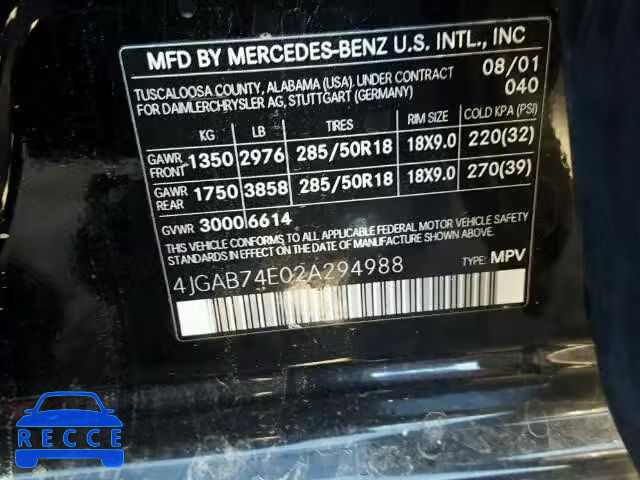 MFD BY MERCEDES-BENZ U.S. INTL., INC
TUSCALOOSA COUNTY, ALABAMA (USA). UNDER CONTRACT 08/01
FOR DAIMLERCHRYSLER AG, STUTTGART (GERMANY) 040
KG LB TIRES RIM SIZE COLD KPA (PSI)
GAWR FRONT 1350 2976 285/50R18 18X9.0 220(32)
GAWR REAR 1750 3858 285/50R18 18X9.0 270(39)
GVWR 3000 6614
THIS VEHICLE CONFORMS TO ALL APPLICABLE FEDERAL MOTOR VEHICLE SAFETY
STANDARDS IN EFFECT ON THE DATE OF MANUFACTURE SHOWN ABOVE.
4JGAB74E02A294988 TYPE: MPV
RECCE